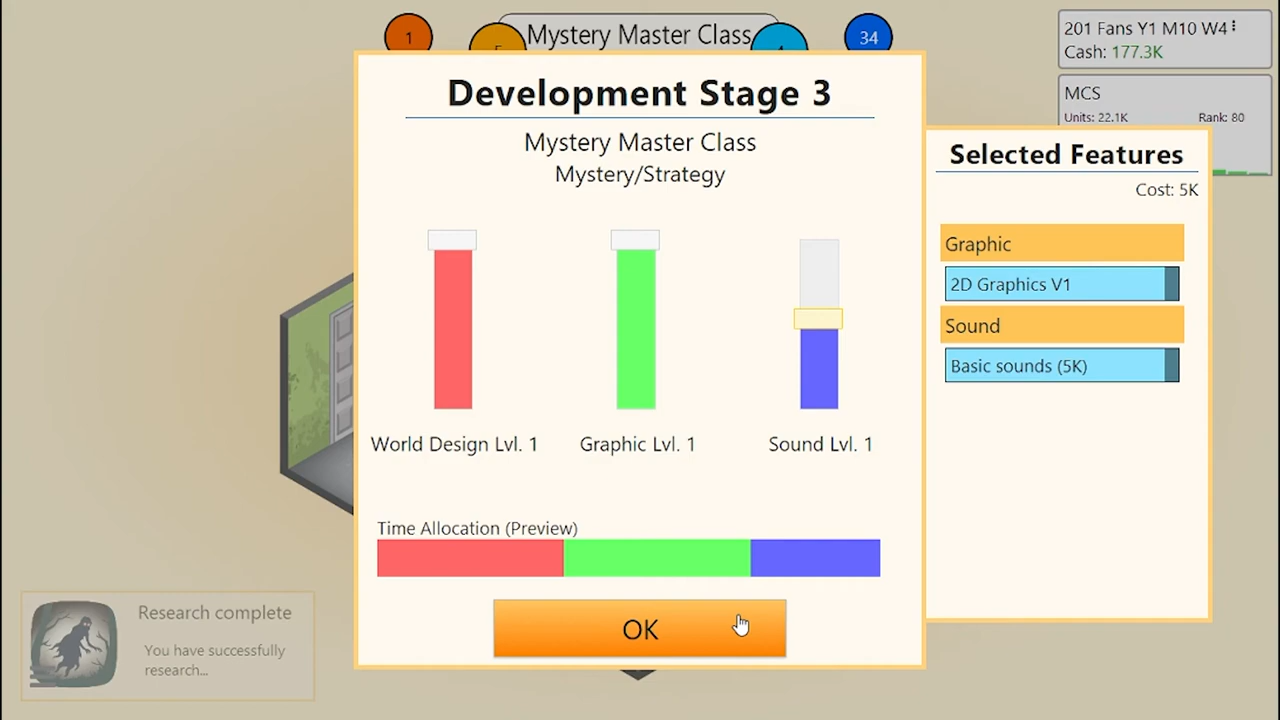 1
Mystery Master Class
34
201 Fans Y1 M10 W4
Cash: 177.3K
MCS
Units: 22.1K Rank: 80
Development Stage 3
Mystery Master Class
Mystery/Strategy
World Design Lvl. 1
Graphic Lvl. 1
Sound Lvl. 1
Time Allocation (Preview)
OK
Selected Features
Cost: 5K
Graphic
2D Graphics V1
Sound
Basic sounds (5K)
Research complete
You have successfully
research...